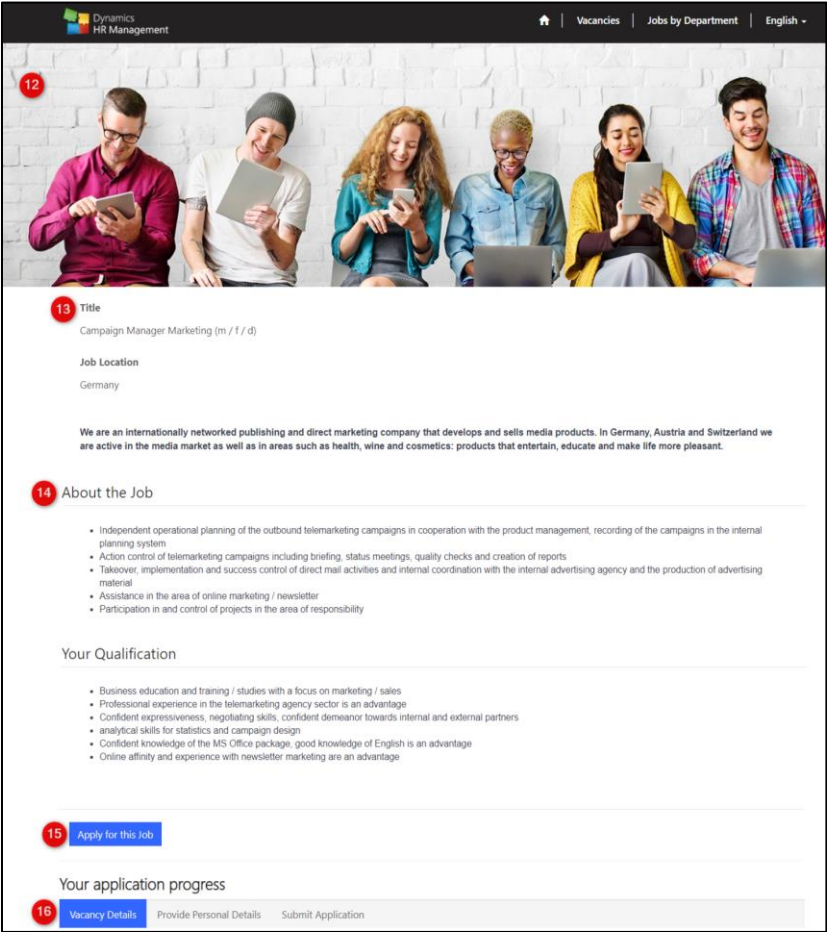 Dynamics
HR Management
Vacancies
Jobs by Department
English
12
13
Title
Campaign Manager Marketing (m / f / d)
Job Location
Germany
We are an internationally networked publishing and direct marketing company that develops and sells media products. In Germany, Austria and Switzerland we
are active in the media market as well as in areas such as health, wine and cosmetics: products that entertain, educate and make life more pleasant.
14
About the Job
• Independent operational planning of the outbound telemarketing campaigns in cooperation with the product management, recording of the campaigns in the internal
planning system
• Action control of telemarketing campaigns including briefing, status meetings, quality checks and creation of reports
• Takeover, implementation and success control of direct mail activities and internal coordination with the internal advertising agency and the production of advertising
material
• Assistance in the area of online marketing / newsletter
• Participation in and control of projects in the area of responsibility
Your Qualification
• Business education and training / studies with a focus on marketing / sales
• Professional experience in the telemarketing agency sector is an advantage
• Confident expressiveness, negotiating skills, confident demeanor towards internal and external partners
• analytical skills for statistics and campaign design
• Confident knowledge of the MS Office package, good knowledge of English is an advantage
• Online affinity and experience with newsletter marketing are an advantage
15
Apply for this Job
Your application progress
16
Vacancy Details
Provide Personal Details
Submit Application